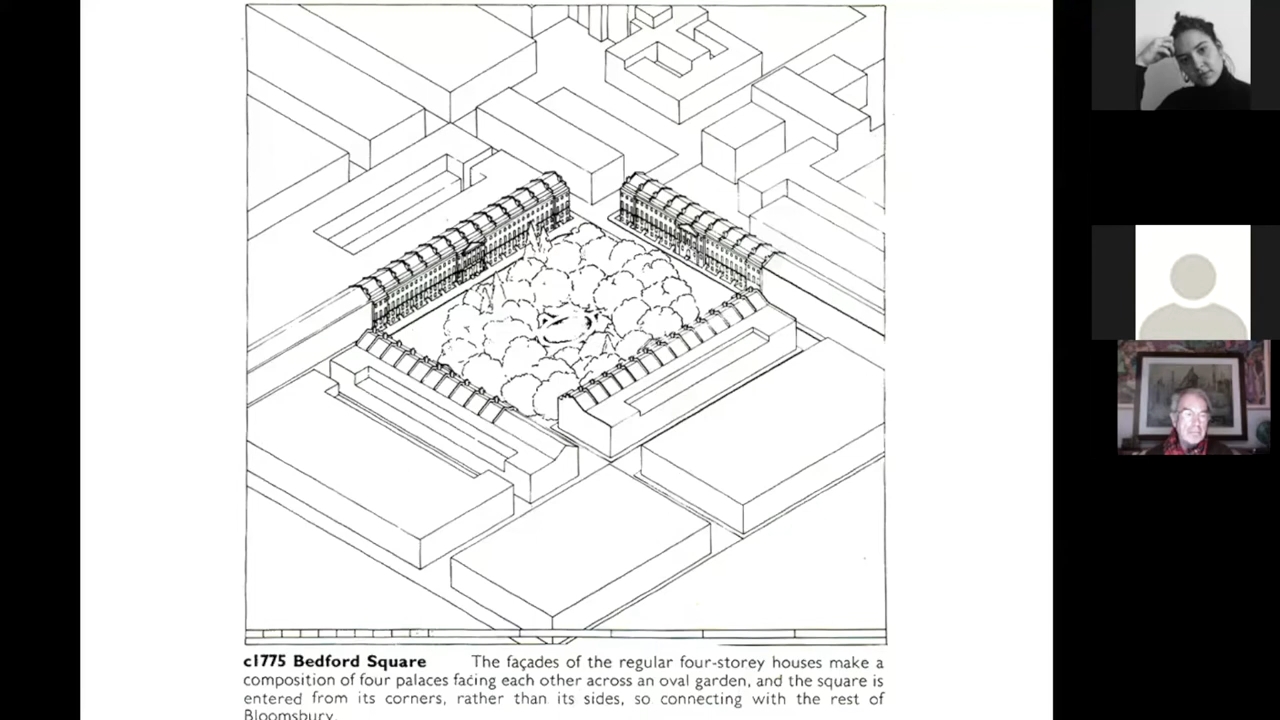 c1775 Bedford Square The façades of the regular four-storey houses make a
composition of four palaces facing each other across an oval garden, and the square is
entered from its corners, rather than its sides, so connecting with the rest of
Bloomsbury.